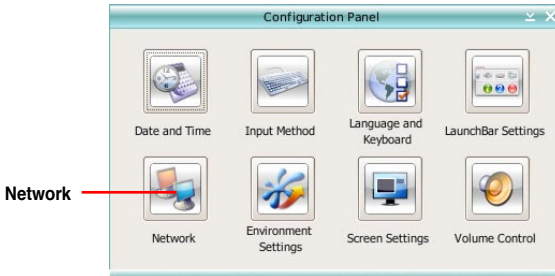 Configuration Panel
Date and Time
Input Method
Language and
Keyboard
LaunchBar Settings
Network
Network
Environment
Settings
Screen Settings
Volume Control